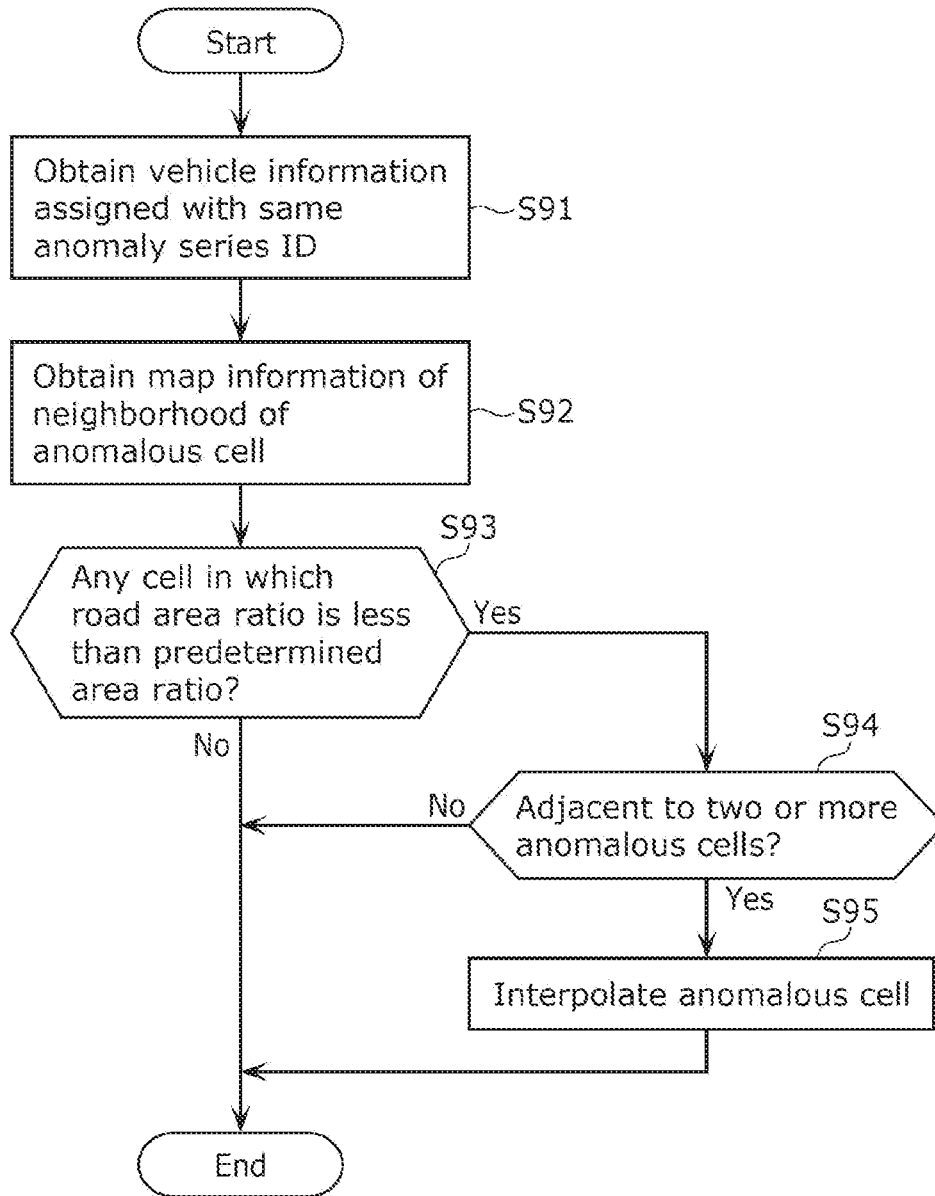 Start
Obtain vehicle information
assigned with same
anomaly series ID
S91
Obtain map information of
neighborhood of
anomalous cell
S92
S93
Any cell in which
road area ratio is less
than predetermined
area ratio?
Yes
No
S94
No
Adjacent to two or more
anomalous cells?
Yes
S95
Interpolate anomalous cell
End